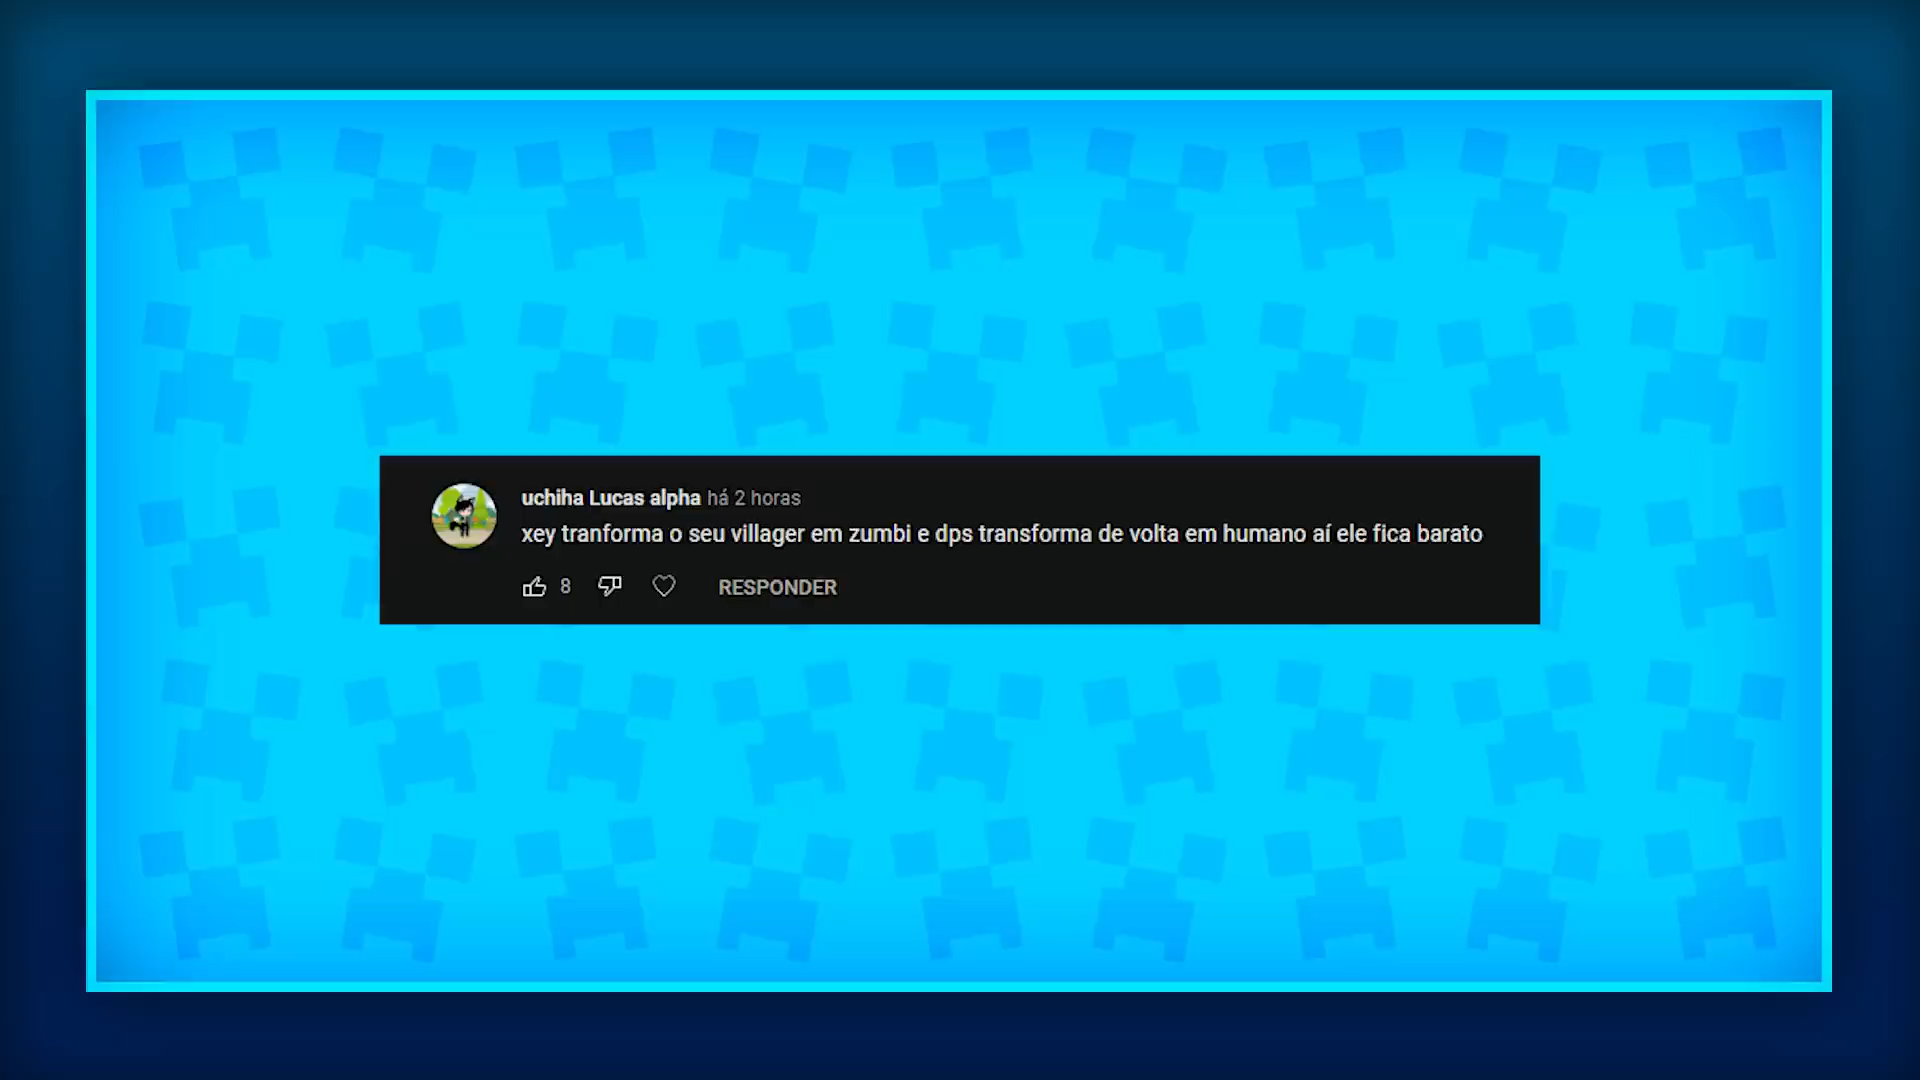 uchiha Lucas alpha há 2 horas
xey tranforma o seu villager em zumbi e dps transforma de volta em humano aí ele fica barato
8 RESPONDER